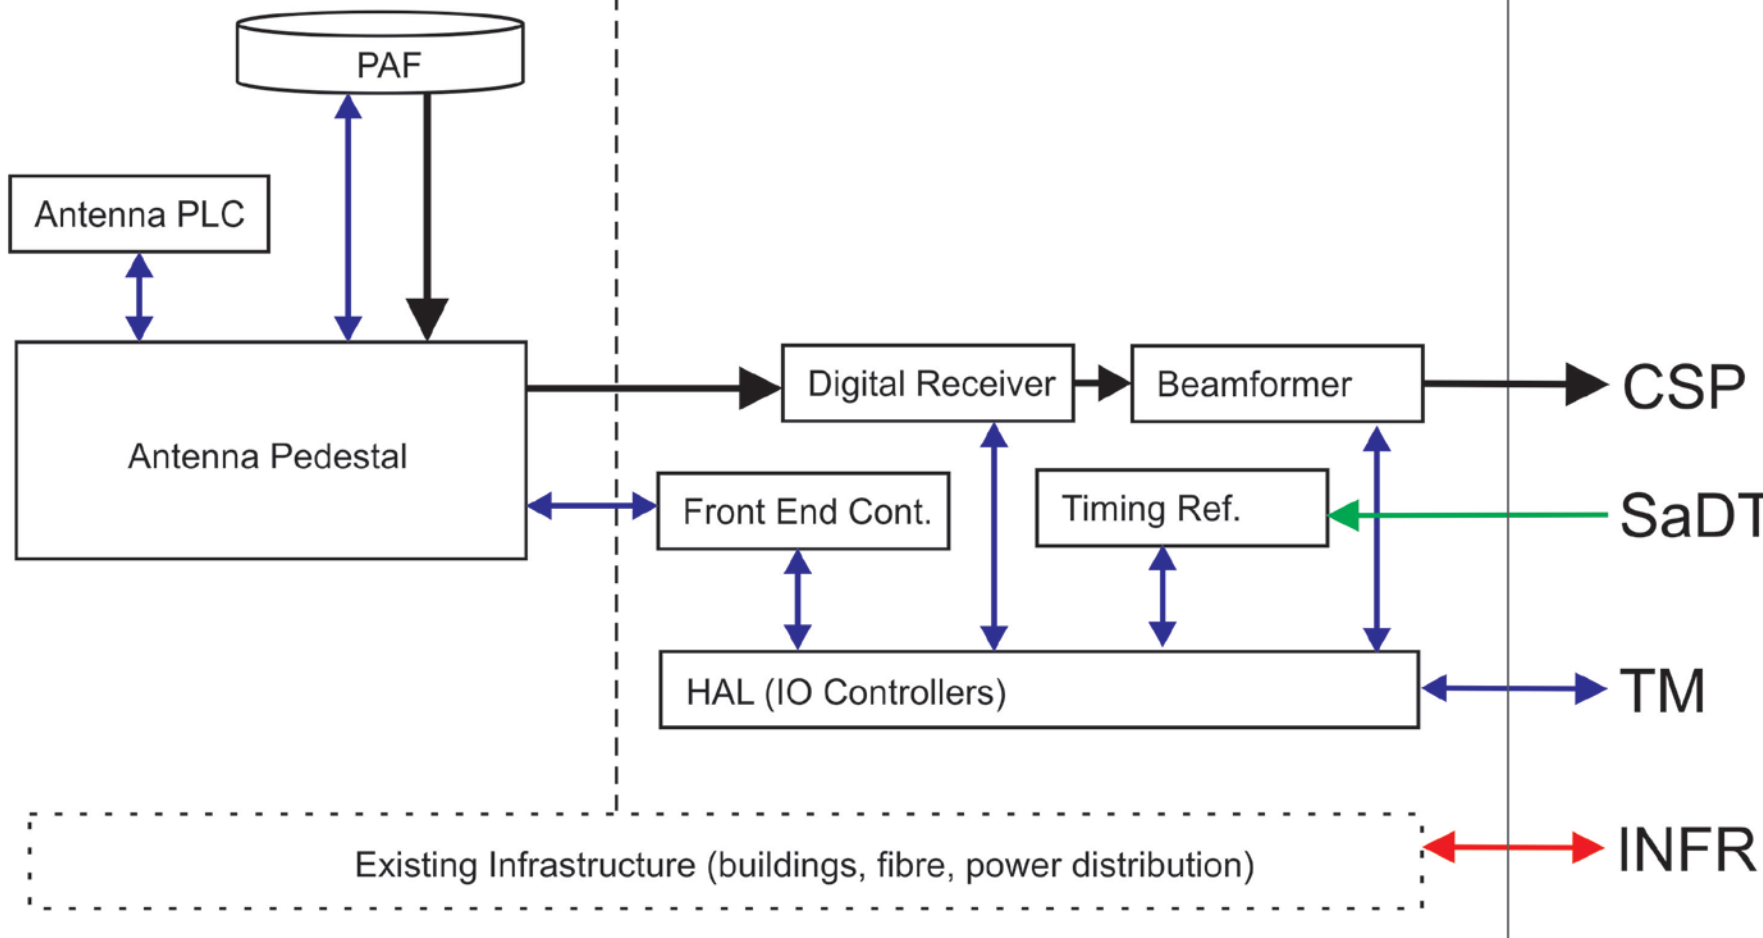 PAF
Antenna PLC
Digital Receiver
Beamformer
CSP
Antenna Pedestal
Front End Cont.
Timing Ref.
SaDT
HAL (IO Controllers)
TM
Existing Infrastructure (buildings, fibre, power distribution)
INFR